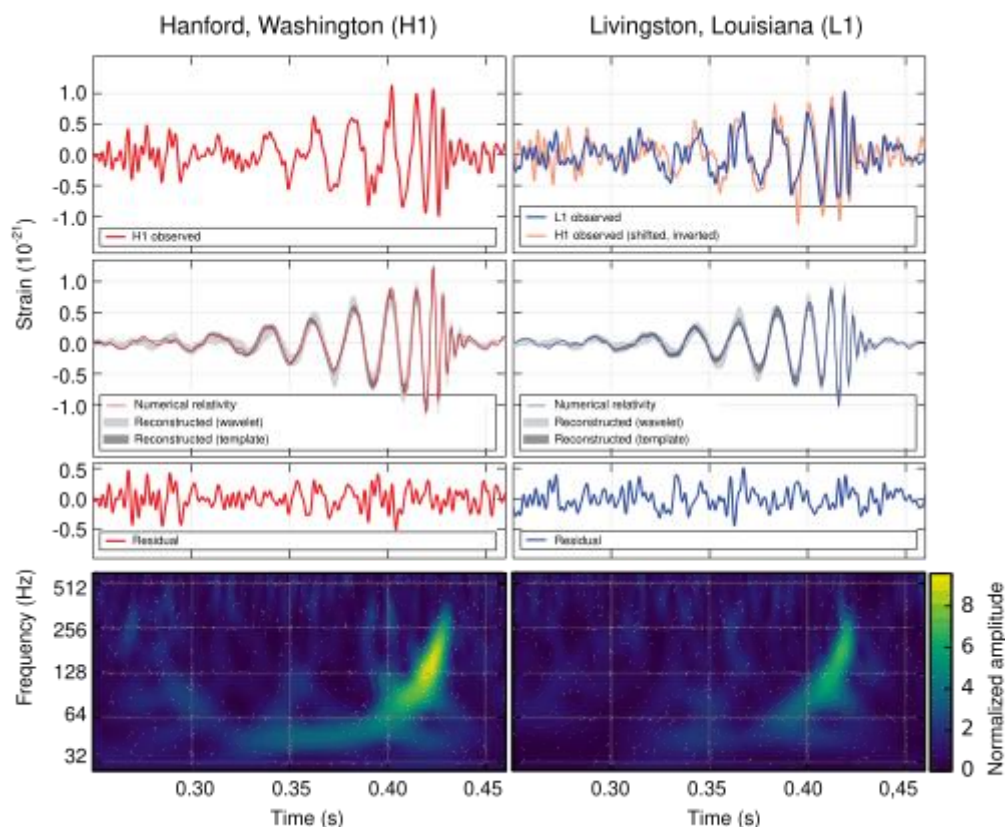 Hanford, Washington (H1)
Livingston, Louisiana (L1)
Strain (10⁻²¹)
1.0
0.5
0.0
-0.5
-1.0
H1 observed
L1 observed
H1 observed (shifted, inverted)
1.0
0.5
0.0
-0.5
-1.0
Numerical relativity
Reconstructed (wavelet)
Reconstructed (template)
Numerical relativity
Reconstructed (wavelet)
Reconstructed (template)
0.5
0.0
-0.5
Residual
Residual
Frequency (Hz)
512
256
128
64
32
Normalized amplitude
8
6
4
2
0
0.30 0.35 0.40 0.45
0.30 0.35 0.40 0,45
Time (s)
Time (s)